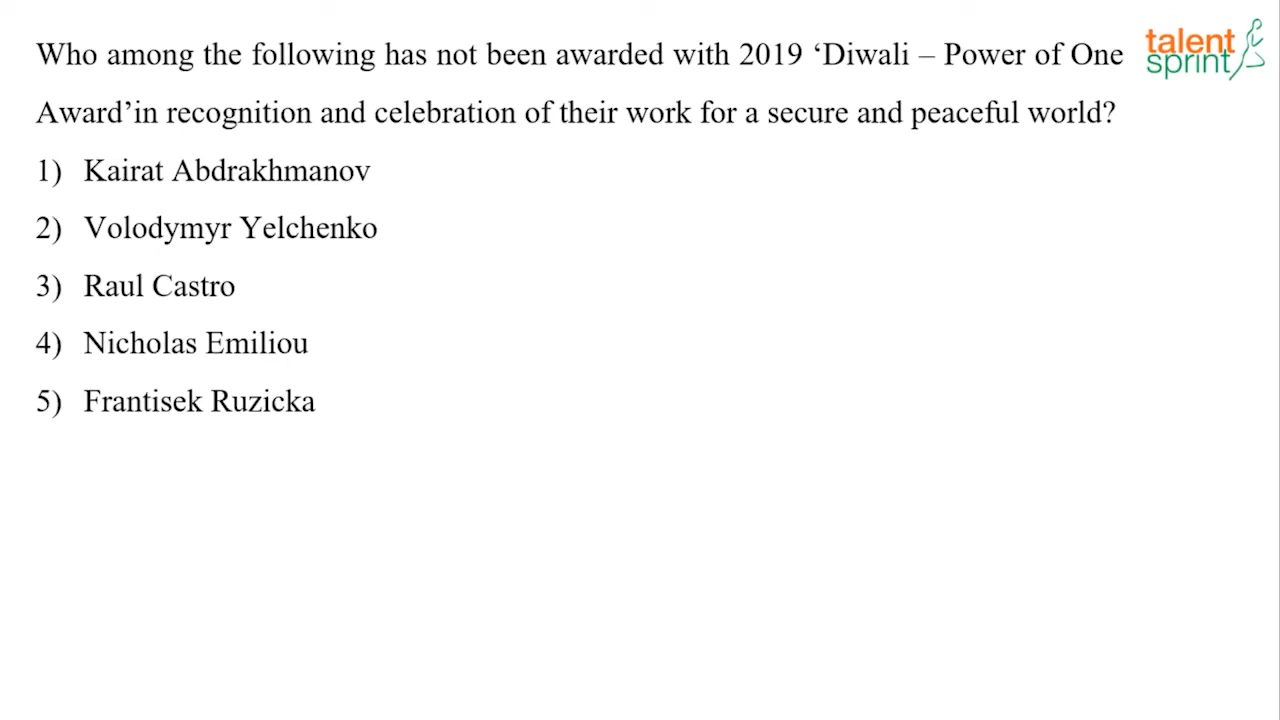 Who among the following has not been awarded with 2019 ‘Diwali – Power of One
Award’in recognition and celebration of their work for a secure and peaceful world?
1) Kairat Abdrakhmanov
2) Volodymyr Yelchenko
3) Raul Castro
4) Nicholas Emiliou
5) Frantisek Ruzicka
talent
sprint